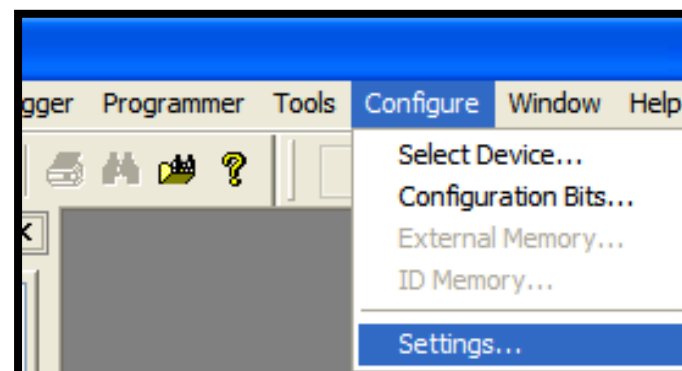 gger Programmer Tools Configure Window Help
Select Device...
Configuration Bits...
External Memory...
ID Memory...
Settings...